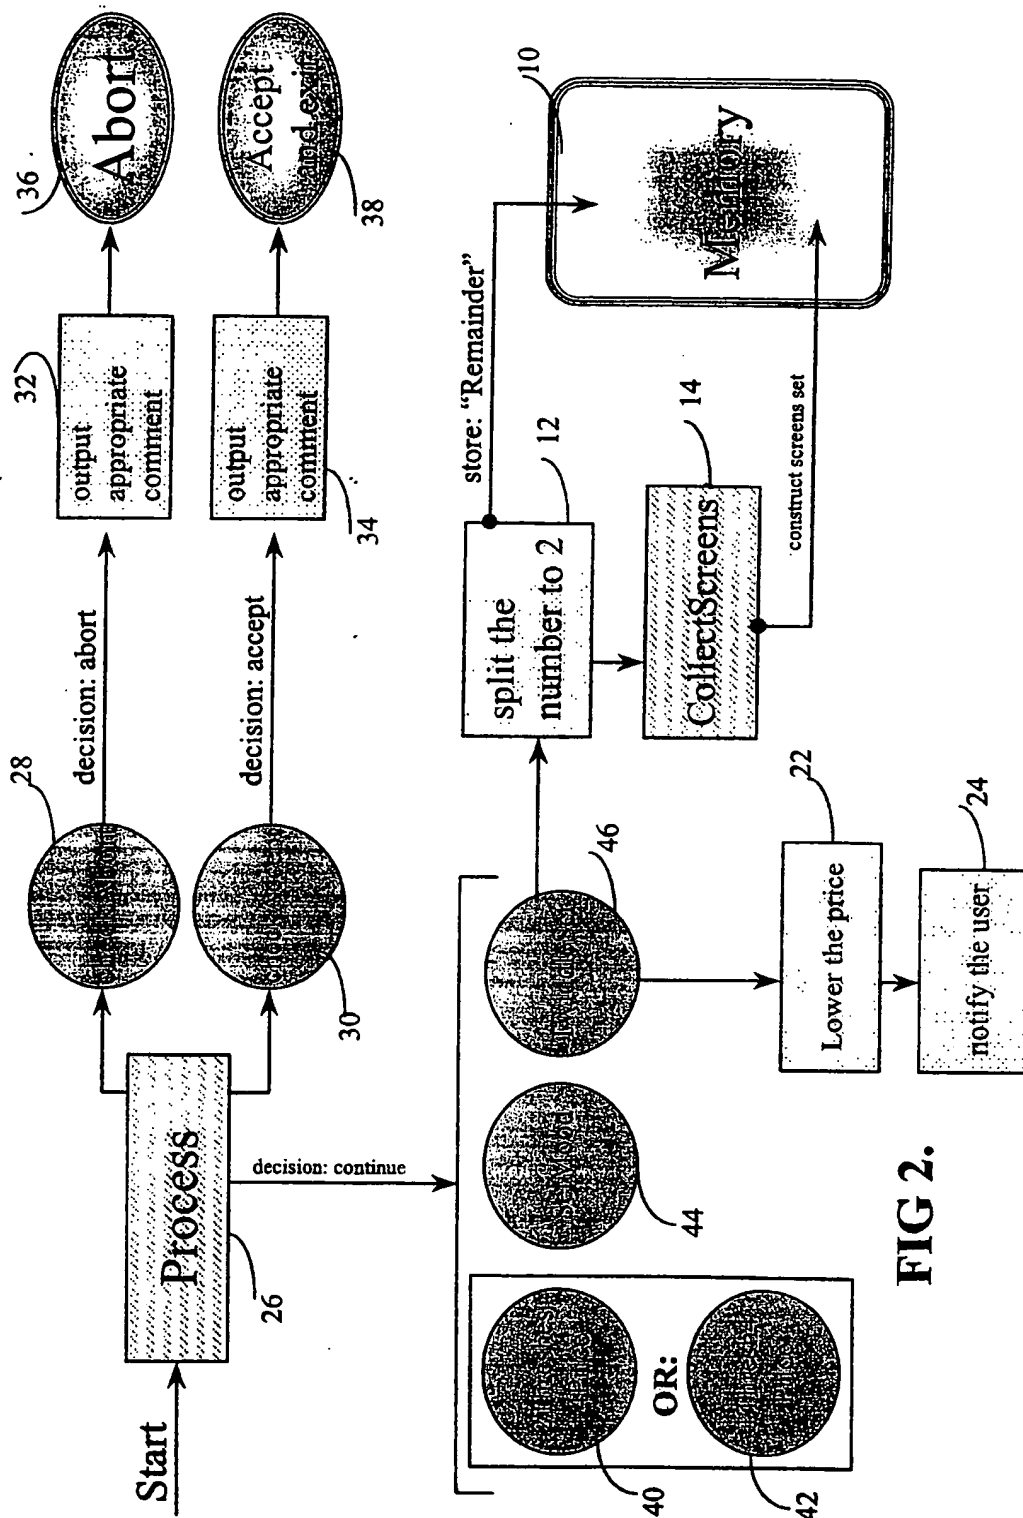 Start
Process
26
28
30
decision: abort
decision: accept
32
output
appropriate
comment
34
output
appropriate
comment
36
Abort
38
Accept
and exit
decision: continue
40
OR:
42
44
46
split the
number to 2
12
store: “Remainder”
10
Memory
CollectScreens
14
construct screens set
Lower the price
22
notify the user
24
FIG 2.